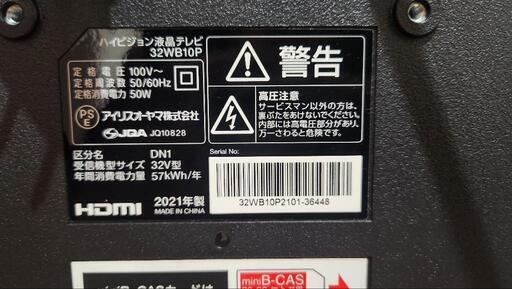 ハイビジョン液晶テレビ
32WB10P
定格電圧 100V～
定格周波数 50/60Hz
定格消費電力 50W
PS
E
アイリスオーヤマ株式会社
JQA JQ10828
区分名 DN1
受信機型サイズ 32V型
年間消費電力量 57kWh/年
HDMI 2021年製
MADE IN CHINA
警告
高圧注意
サービスマン以外の方は、
裏ぶたをあけないでください。
内部には高電圧部分があり、
万一さわると危険です。
Serial No.:
32WB10P2101-36448
miniB-CAS